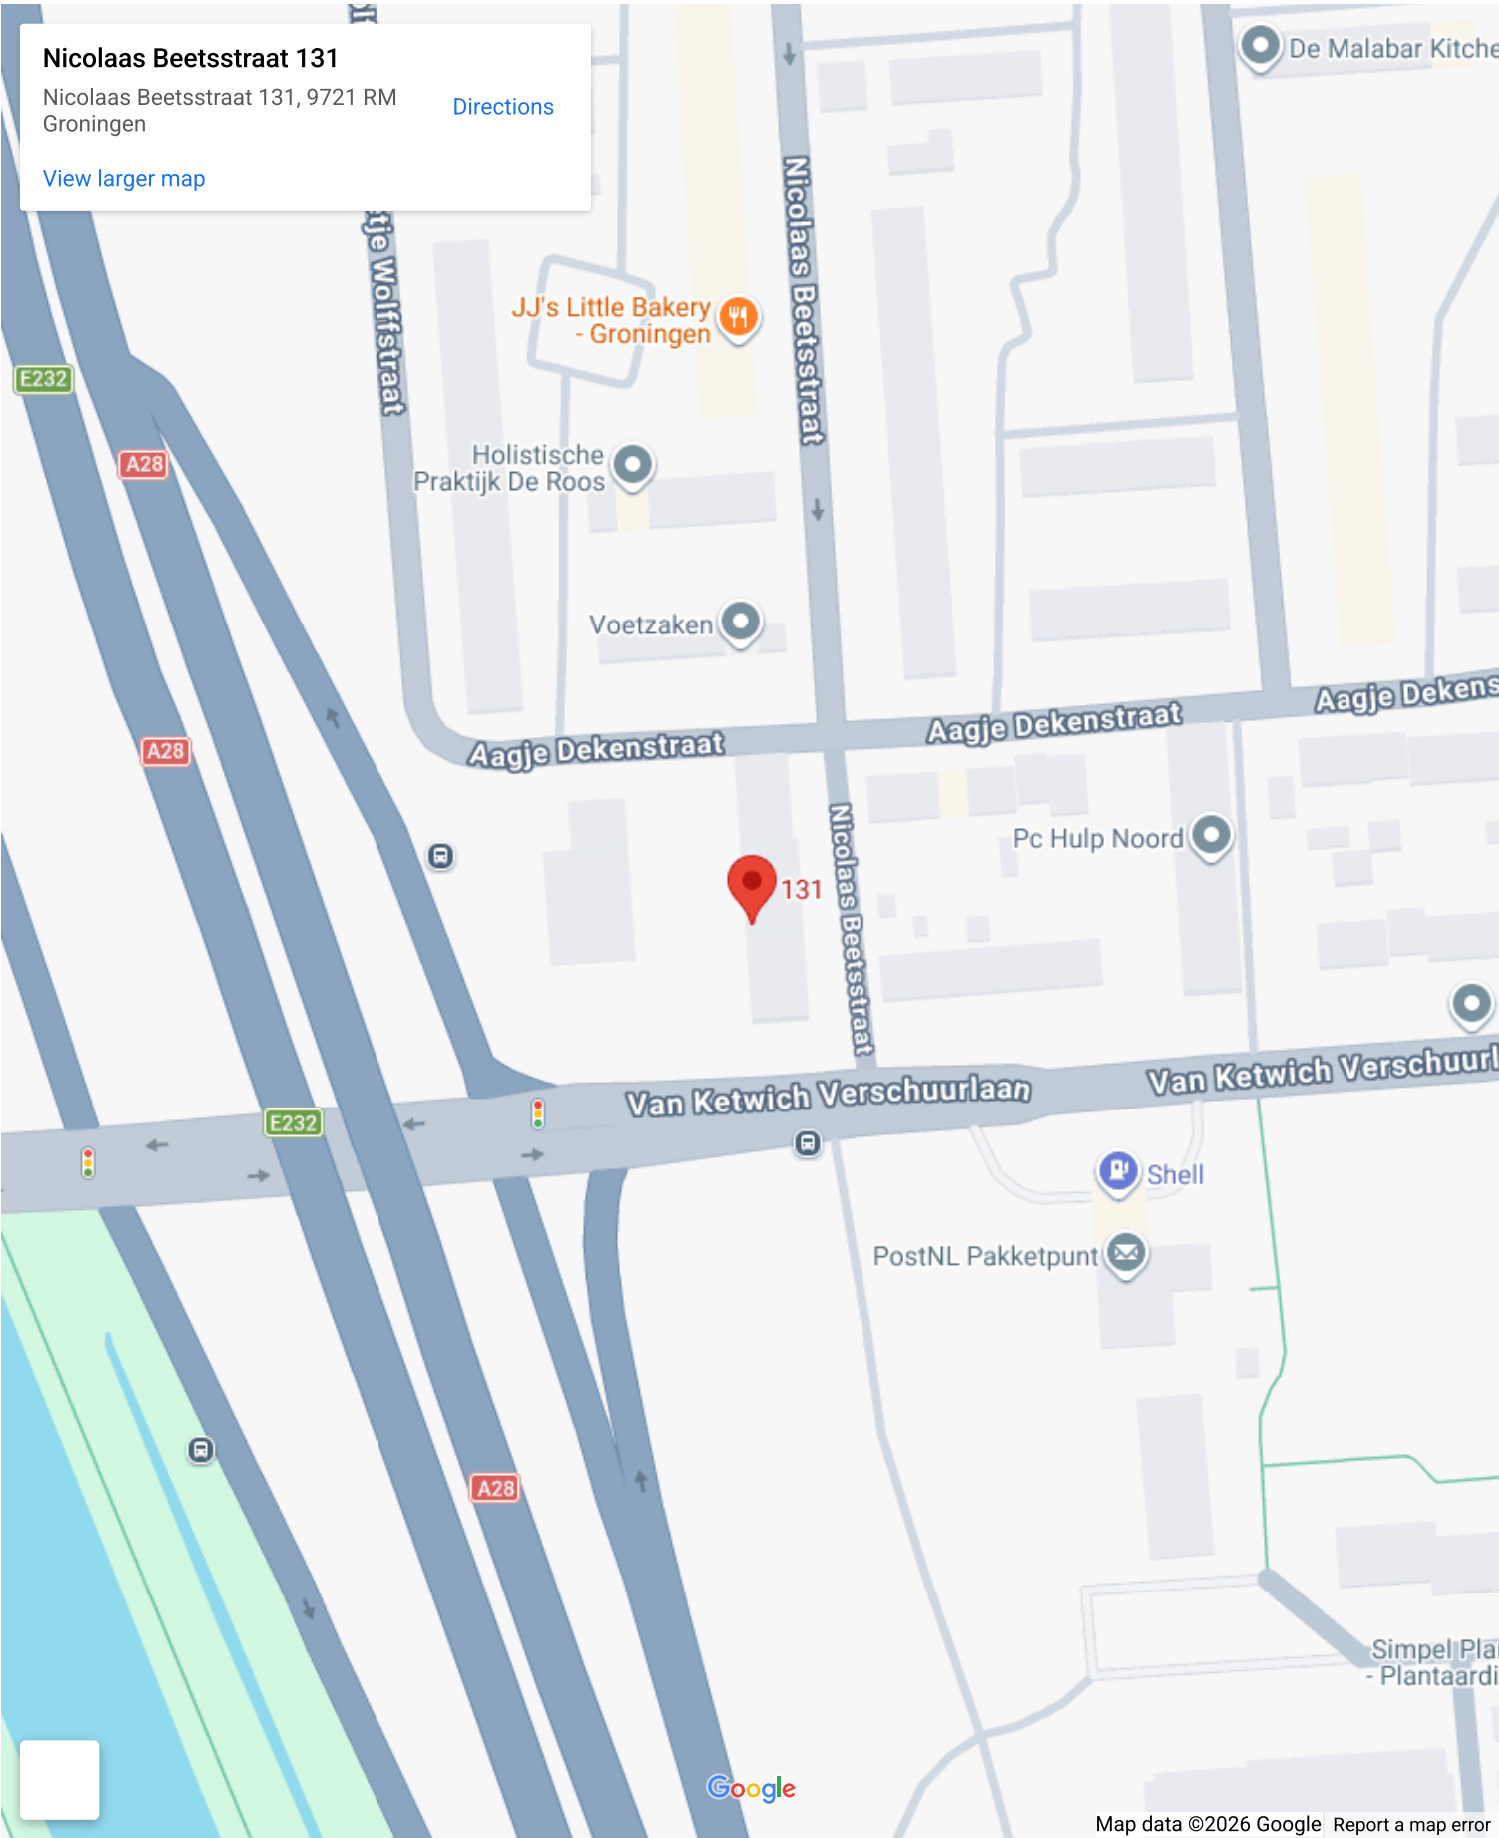 Nicolaas Beetsstraat 131
Nicolaas Beetsstraat 131, 9721 RM
Groningen
Directions
View larger map
De Malabar Kitche
tje Wolffstraat
Nicolaas Beetsstraat
JJ's Little Bakery
- Groningen
E232
A28
Holistische
Praktijk De Roos
Voetzaken
Aagje Dekens
Aagje Dekenstraat
Aagje Dekenstraat
A28
Nicolaas Beetsstraat
Pc Hulp Noord
131
Van Ketwich Verschuurl
Van Ketwich Verschuurlaan
E232
Shell
PostNL Pakketpunt
A28
Simpel Pla
- Plantaardi
Google
Map data ©2026 Google
Report a map error